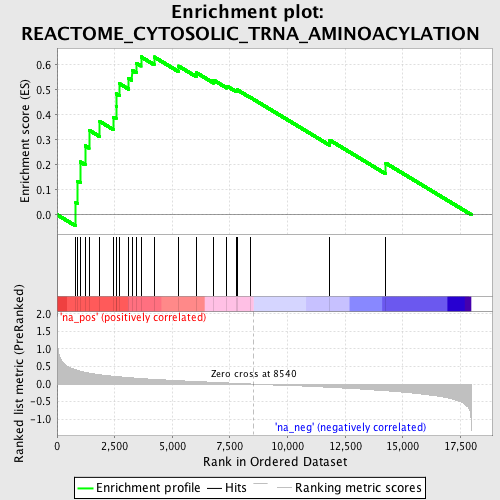 Enrichment plot:
REACTOME_CYTOSOLIC_TRNA_AMINOACYLATION
Enrichment score (ES)
0.6
0.5
0.4
0.3
0.2
0.1
0.0
'na_pos' (positively correlated)
Ranked list metric (PreRanked)
2.0
1.5
1.0
0.5
0.0
-0.5
-1.0
Zero cross at 8540
'na_neg' (negatively correlated)
0 2,500 5,000 7,500 10,000 12,500 15,000 17,500
Rank in Ordered Dataset
Enrichment profile Hits Ranking metric scores